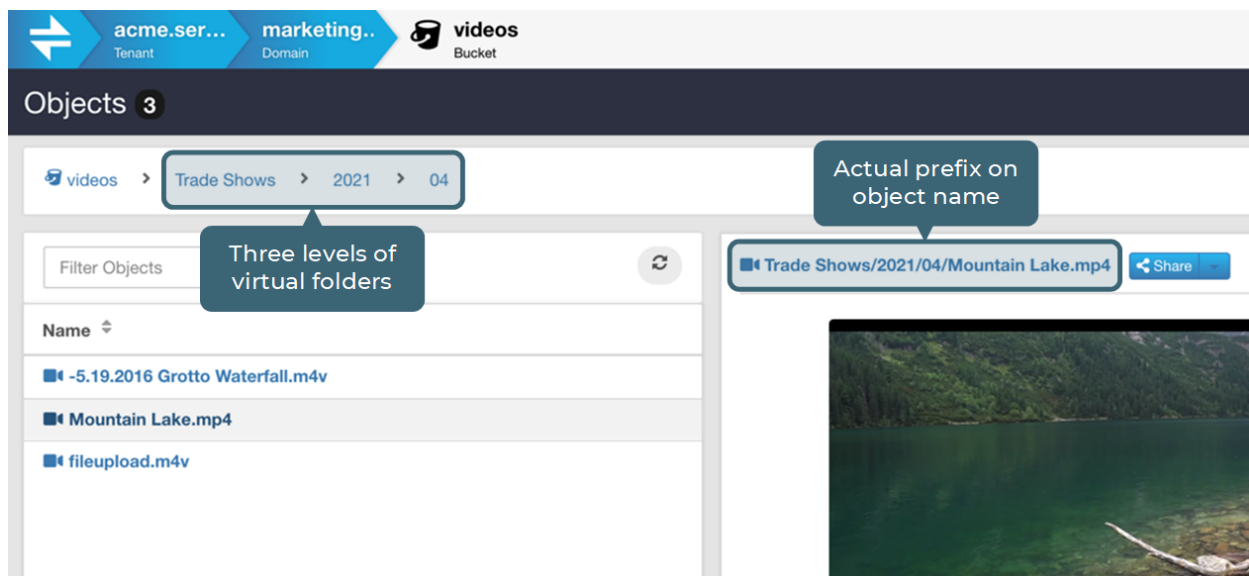 acme.ser... marketing.. videos
Tenant Domain Bucket
Objects 3
videos > Trade Shows > 2021 > 04
Actual prefix on
object name
Three levels of
virtual folders
Filter Objects
Trade Shows/2021/04/Mountain Lake.mp4 Share
Name
-5.19.2016 Grotto Waterfall.m4v
Mountain Lake.mp4
fileupload.m4v